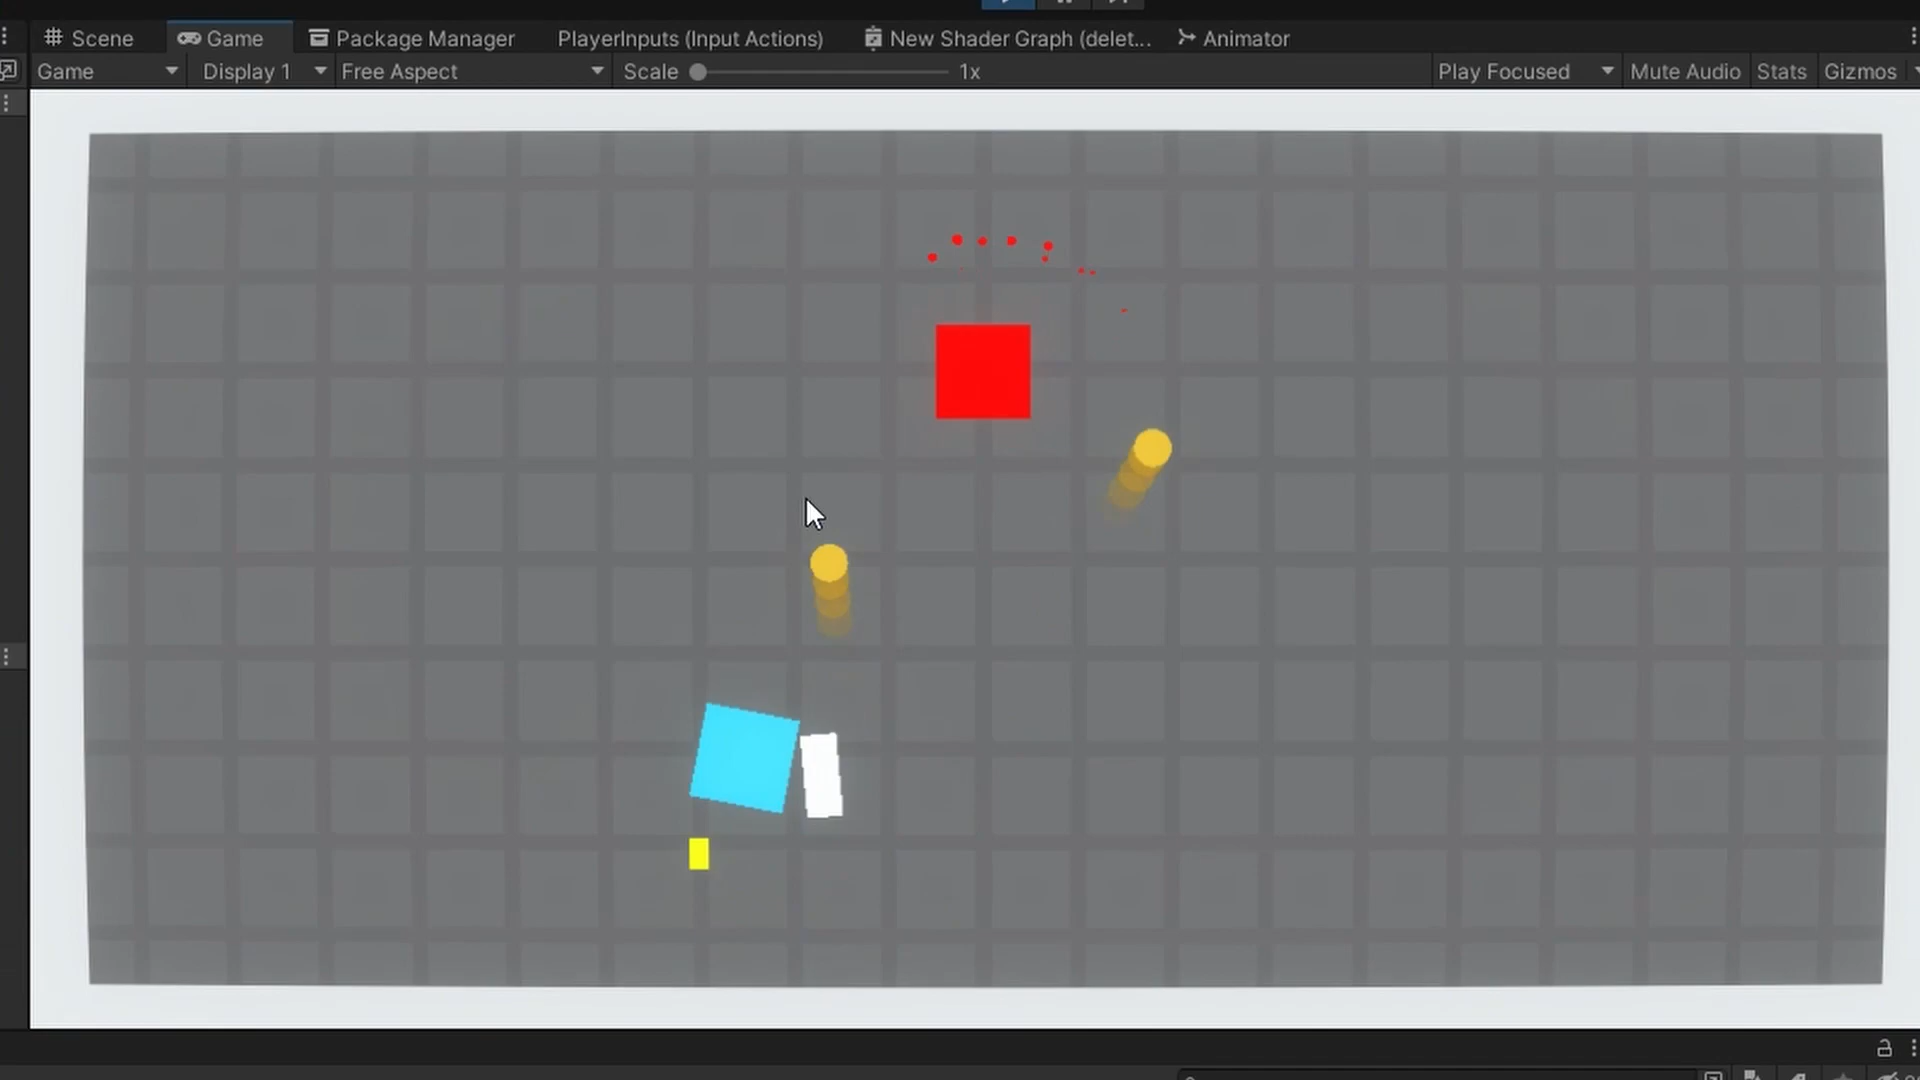 Scene Game Package Manager PlayerInputs (Input Actions) New Shader Graph (delet... Animator
Game Display 1 Free Aspect Scale 1x Play Focused Mute Audio Stats Gizmos